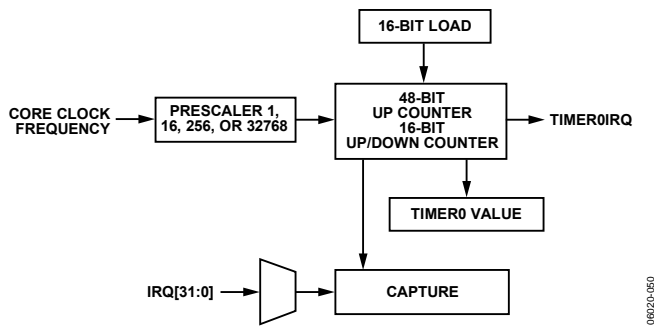 16-BIT LOAD
CORE CLOCK
FREQUENCY
PRESCALER 1,
16, 256, OR 32768
48-BIT
UP COUNTER
16-BIT
UP/DOWN COUNTER
TIMER0IRQ
TIMER0 VALUE
IRQ[31:0]
CAPTURE
06020-050